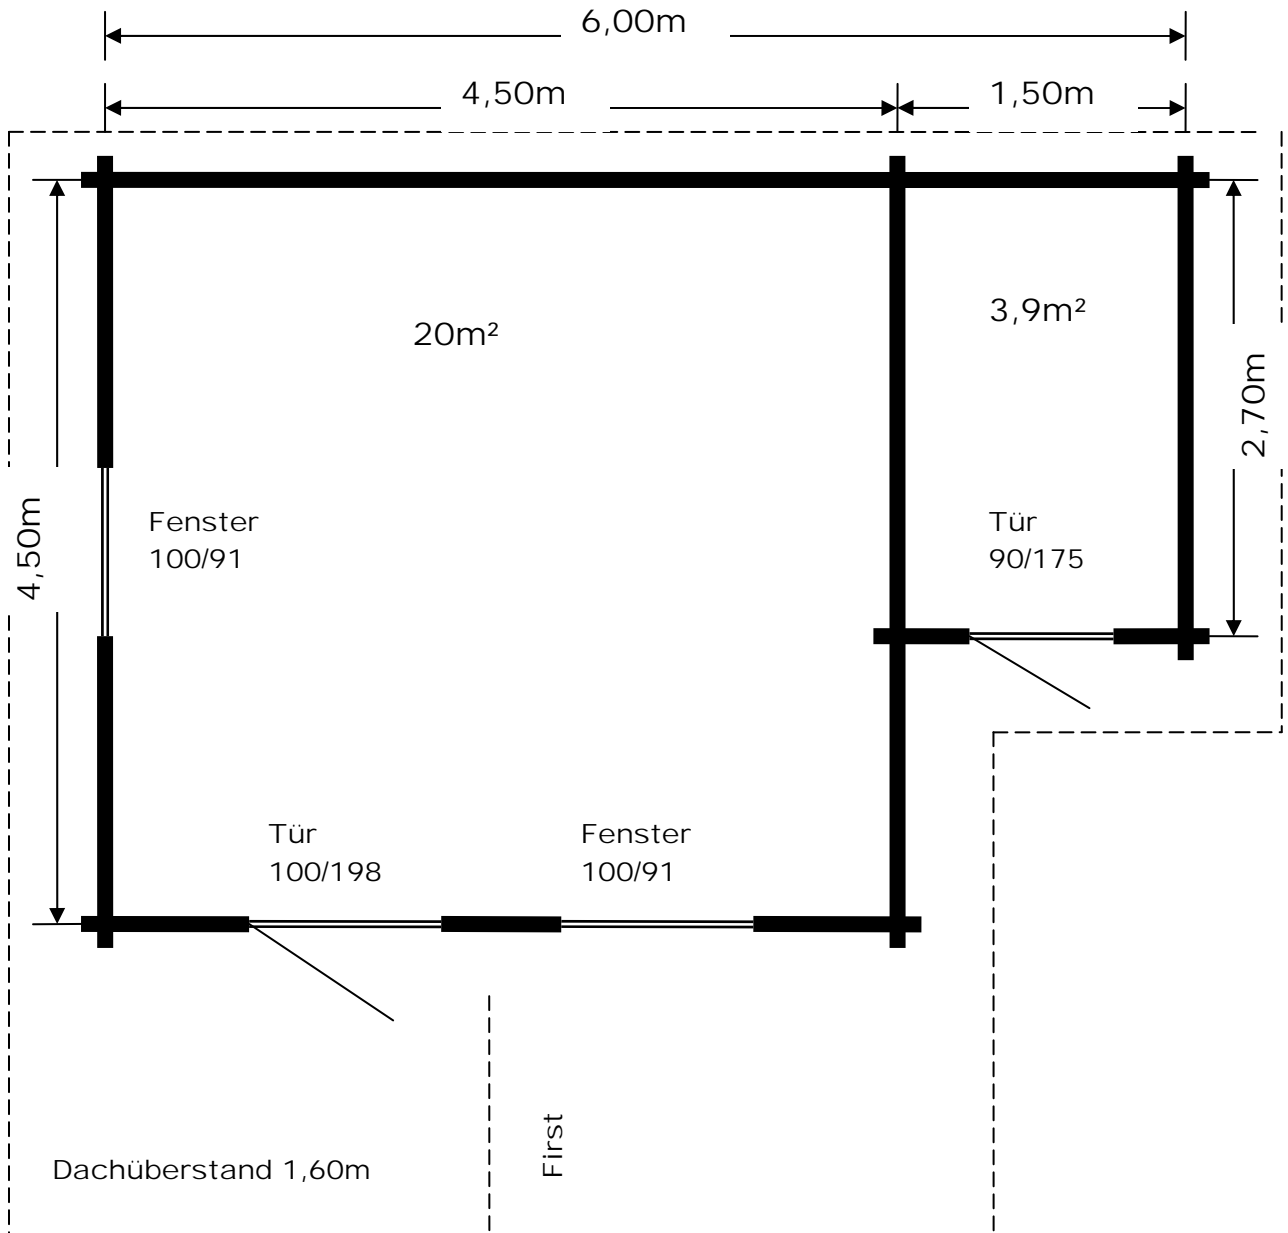 6,00m
4,50m
1,50m
20m²
3,9m²
2,70m
4,50m
Fenster
100/91
Tür
90/175
Tür
100/198
Fenster
100/91
First
Dachüberstand 1,60m